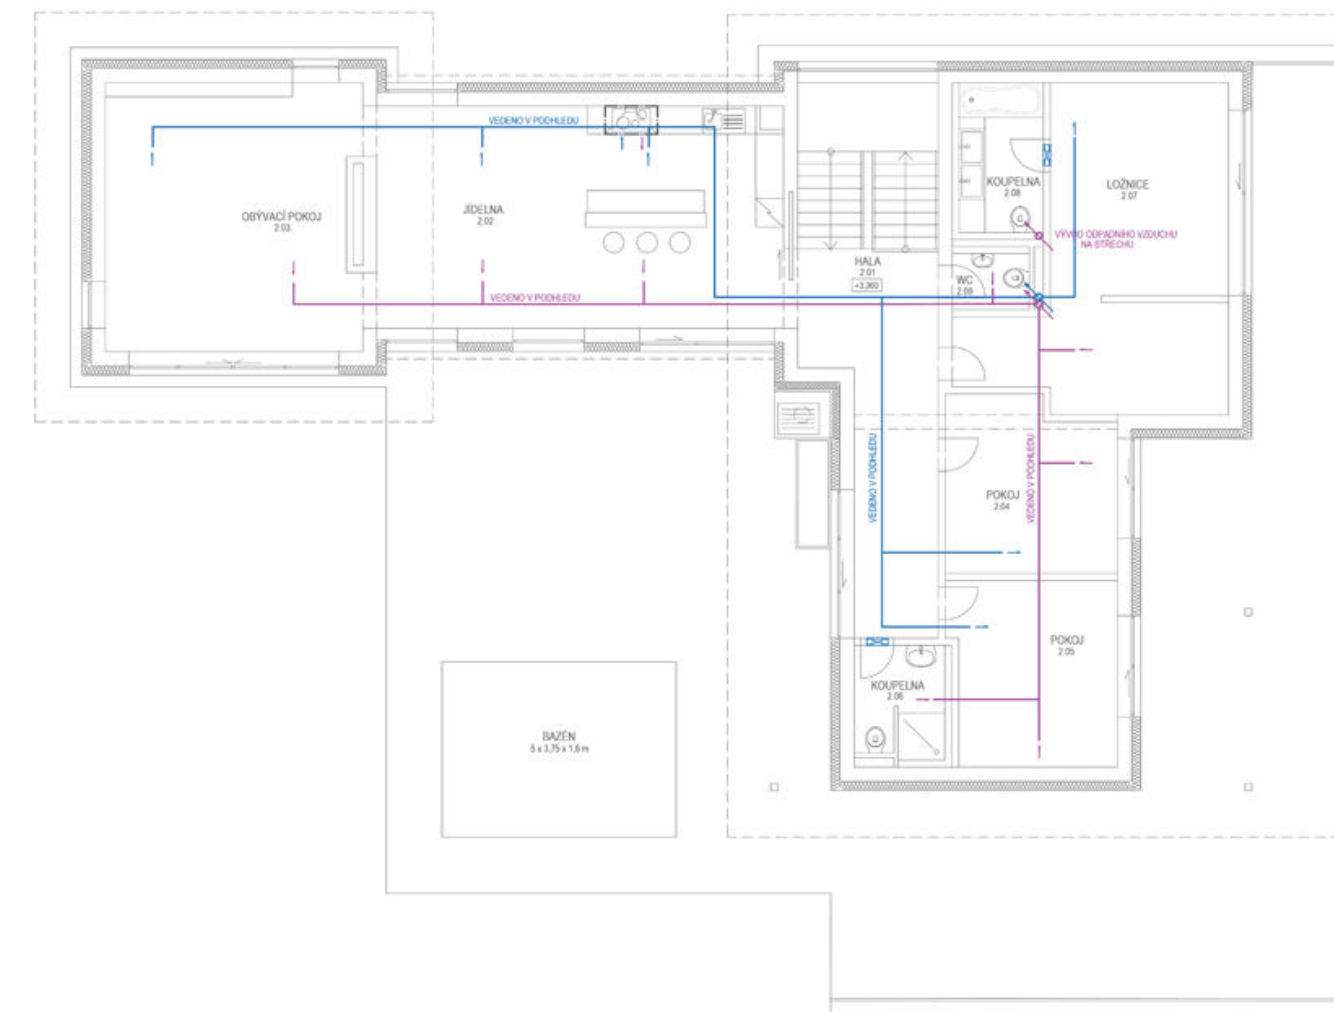 VEDENO V PODHLEDU
OBÝVACÍ POKOJ
2.03
JÍDELNA
2.02
KOUPELNA
2.08
LOŽNICE
2.07
VÝVOD ODPADNÍHO VZDUCHU
NA STŘECHU
HALA
2.01
+3,360
WC
2.09
VEDENO V PODHLEDU
VEDENO V PODHLEDU
VEDENO V PODHLEDU
POKOJ
2.04
POKOJ
2.05
KOUPELNA
2.06
BAZÉN
5 x 3,75 x 1,6 m